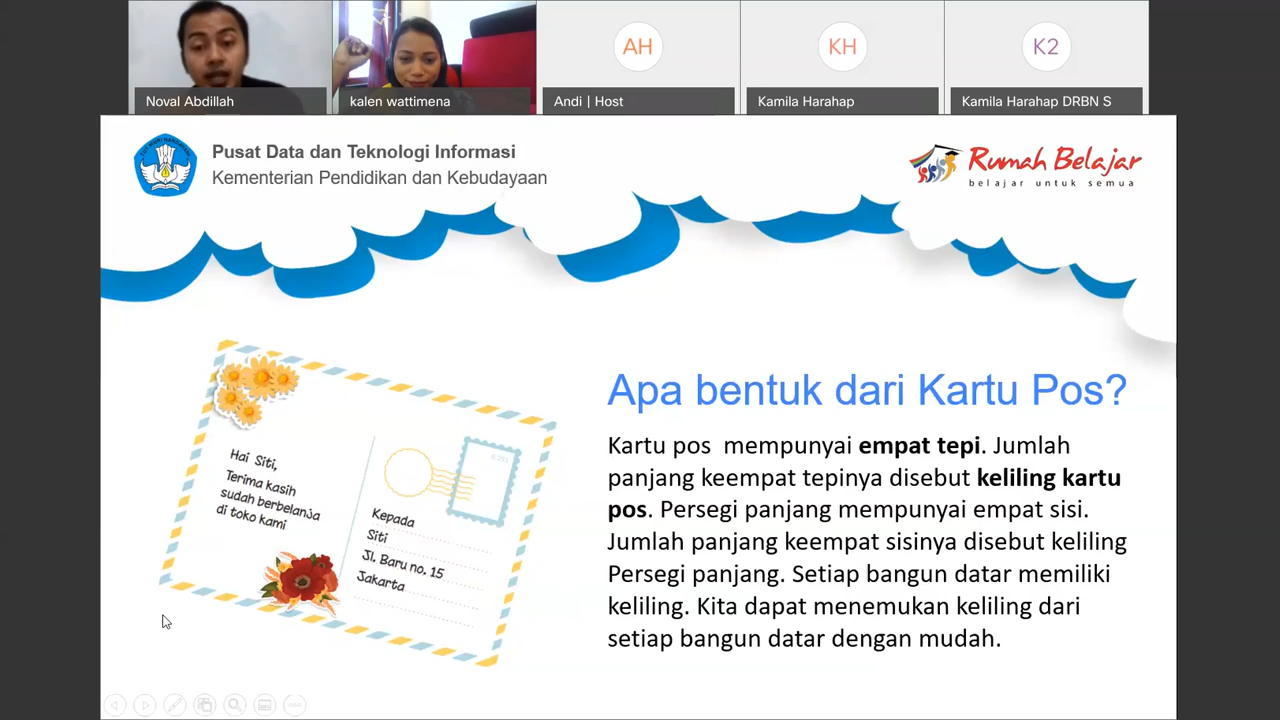 AH
KH
K2
Noval Abdillah
kalen wattimena
Andi | Host
Kamila Harahap
Kamila Harahap DRBN S
Pusat Data dan Teknologi Informasi
Kementerian Pendidikan dan Kebudayaan
Rumah Belajar
belajar untuk semua
Hai Siti,
Terima kasih
sudah berbelanja
di toko kami
Kepada
Siti
Jl. Baru no. 15
Jakarta
Apa bentuk dari Kartu Pos?
Kartu pos mempunyai empat tepi. Jumlah
panjang keempat tepinya disebut keliling kartu
pos. Persegi panjang mempunyai empat sisi.
Jumlah panjang keempat sisinya disebut keliling
Persegi panjang. Setiap bangun datar memiliki
keliling. Kita dapat menemukan keliling dari
setiap bangun datar dengan mudah.